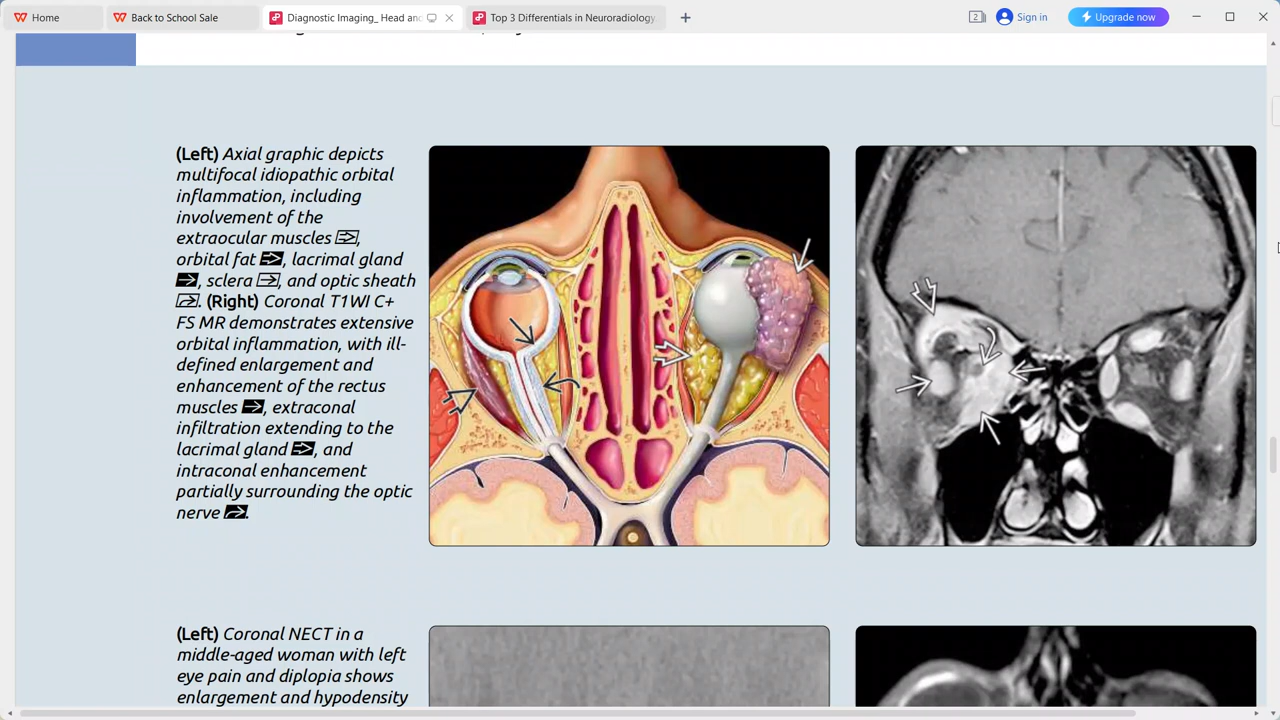 Home
Back to School Sale
Diagnostic Imaging_ Head and
Top 3 Differentials in Neuroradiology
2
Sign in
Upgrade now
(Left) Axial graphic depicts
multifocal idiopathic orbital
inflammation, including
involvement of the
extraocular muscles ,
orbital fat , lacrimal gland
, sclera , and optic sheath
. (Right) Coronal T1WI C+
FS MR demonstrates extensive
orbital inflammation, with ill-
defined enlargement and
enhancement of the rectus
muscles , extraconal
infiltration extending to the
lacrimal gland , and
intraconal enhancement
partially surrounding the optic
nerve .
(Left) Coronal NECT in a
middle-aged woman with left
eye pain and diplopia shows
enlargement and hypodensity